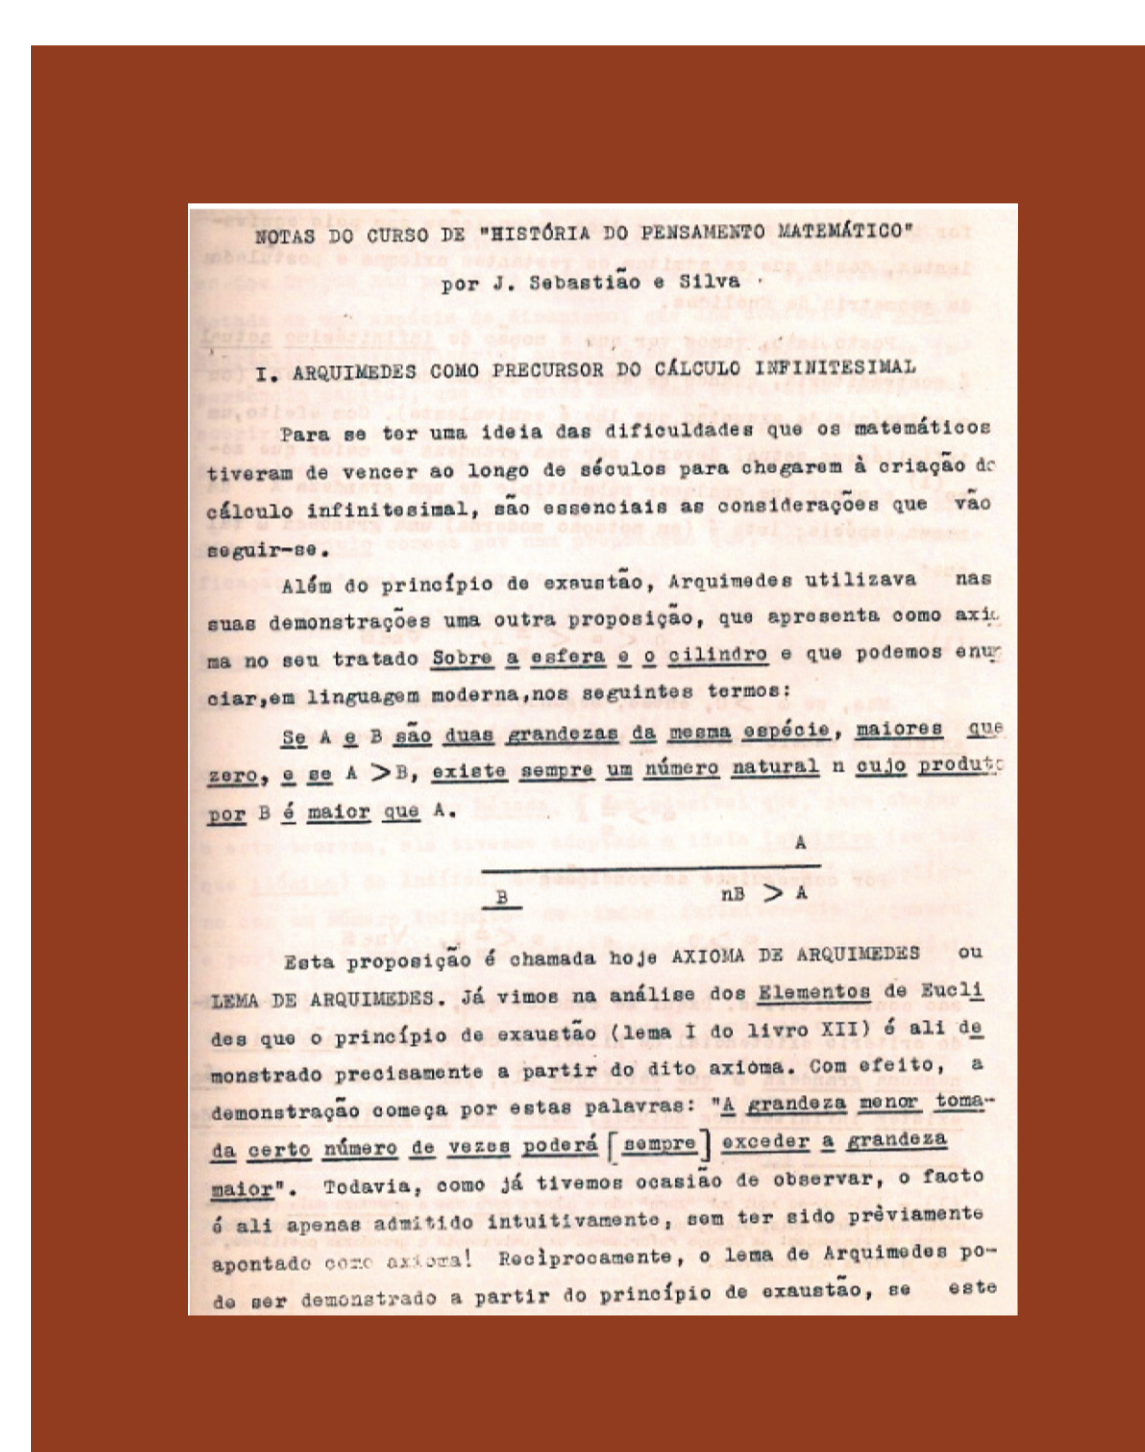 NOTAS DO CURSO DE "HISTÓRIA DO PENSAMENTO MATEMÁTICO"
por J. Sebastião e Silva
I. ARQUIMEDES COMO PRECURSOR DO CÁLCULO INFINITESIMAL
Para se ter uma ideia das dificuldades que os matemáticos
tiveram de vencer ao longo de séculos para chegarem à criação do
cálculo infinitesimal, são essenciais as considerações que vão
seguir-se.
Além do princípio de exaustão, Arquimedes utilizava nas
suas demonstrações uma outra proposição, que apresenta como axio
ma no seu tratado Sobre a esfera e o cilindro e que podemos enun
ciar,em linguagem moderna,nos seguintes termos:
Se A e B são duas grandezas da mesma espécie, maiores que
zero, e se A > B, existe sempre um número natural n cujo produto
por B é maior que A.
A
B nB > A
Esta proposição é chamada hoje AXIOMA DE ARQUIMEDES ou
LEMA DE ARQUIMEDES. Já vimos na análise dos Elementos de Eucli
des que o princípio de exaustão (lema I do livro XII) é ali de
monstrado precisamente a partir do dito axioma. Com efeito, a
demonstração começa por estas palavras: "A grandeza menor toma-
da certo número de vezes poderá [sempre] exceder a grandeza
maior". Todavia, como já tivemos ocasião de observar, o facto
é ali apenas admitido intuitivamente, sem ter sido prèviamente
apontado como axioma! Recìprocamente, o lema de Arquimedes po-
de ser demonstrado a partir do princípio de exaustão, se este